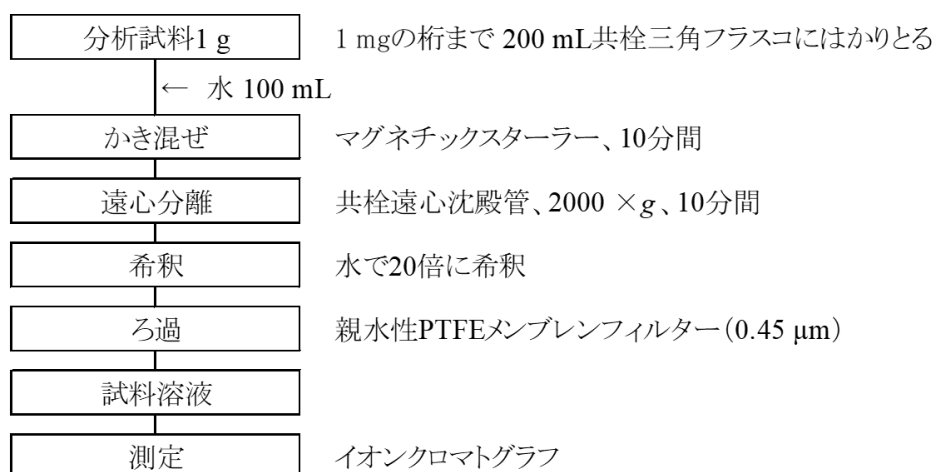 分析試料1 g 1 mgの桁まで 200 mL共栓三角フラスコにはかりとる
← 水 100 mL
かき混ぜ マグネチックスターラー、10分間
遠心分離 共栓遠心沈殿管、2000 ×g、10分間
希釈 水で20倍に希釈
ろ過 親水性PTFEメンブレンフィルター（0.45 μm）
試料溶液
測定 イオンクロマトグラフ